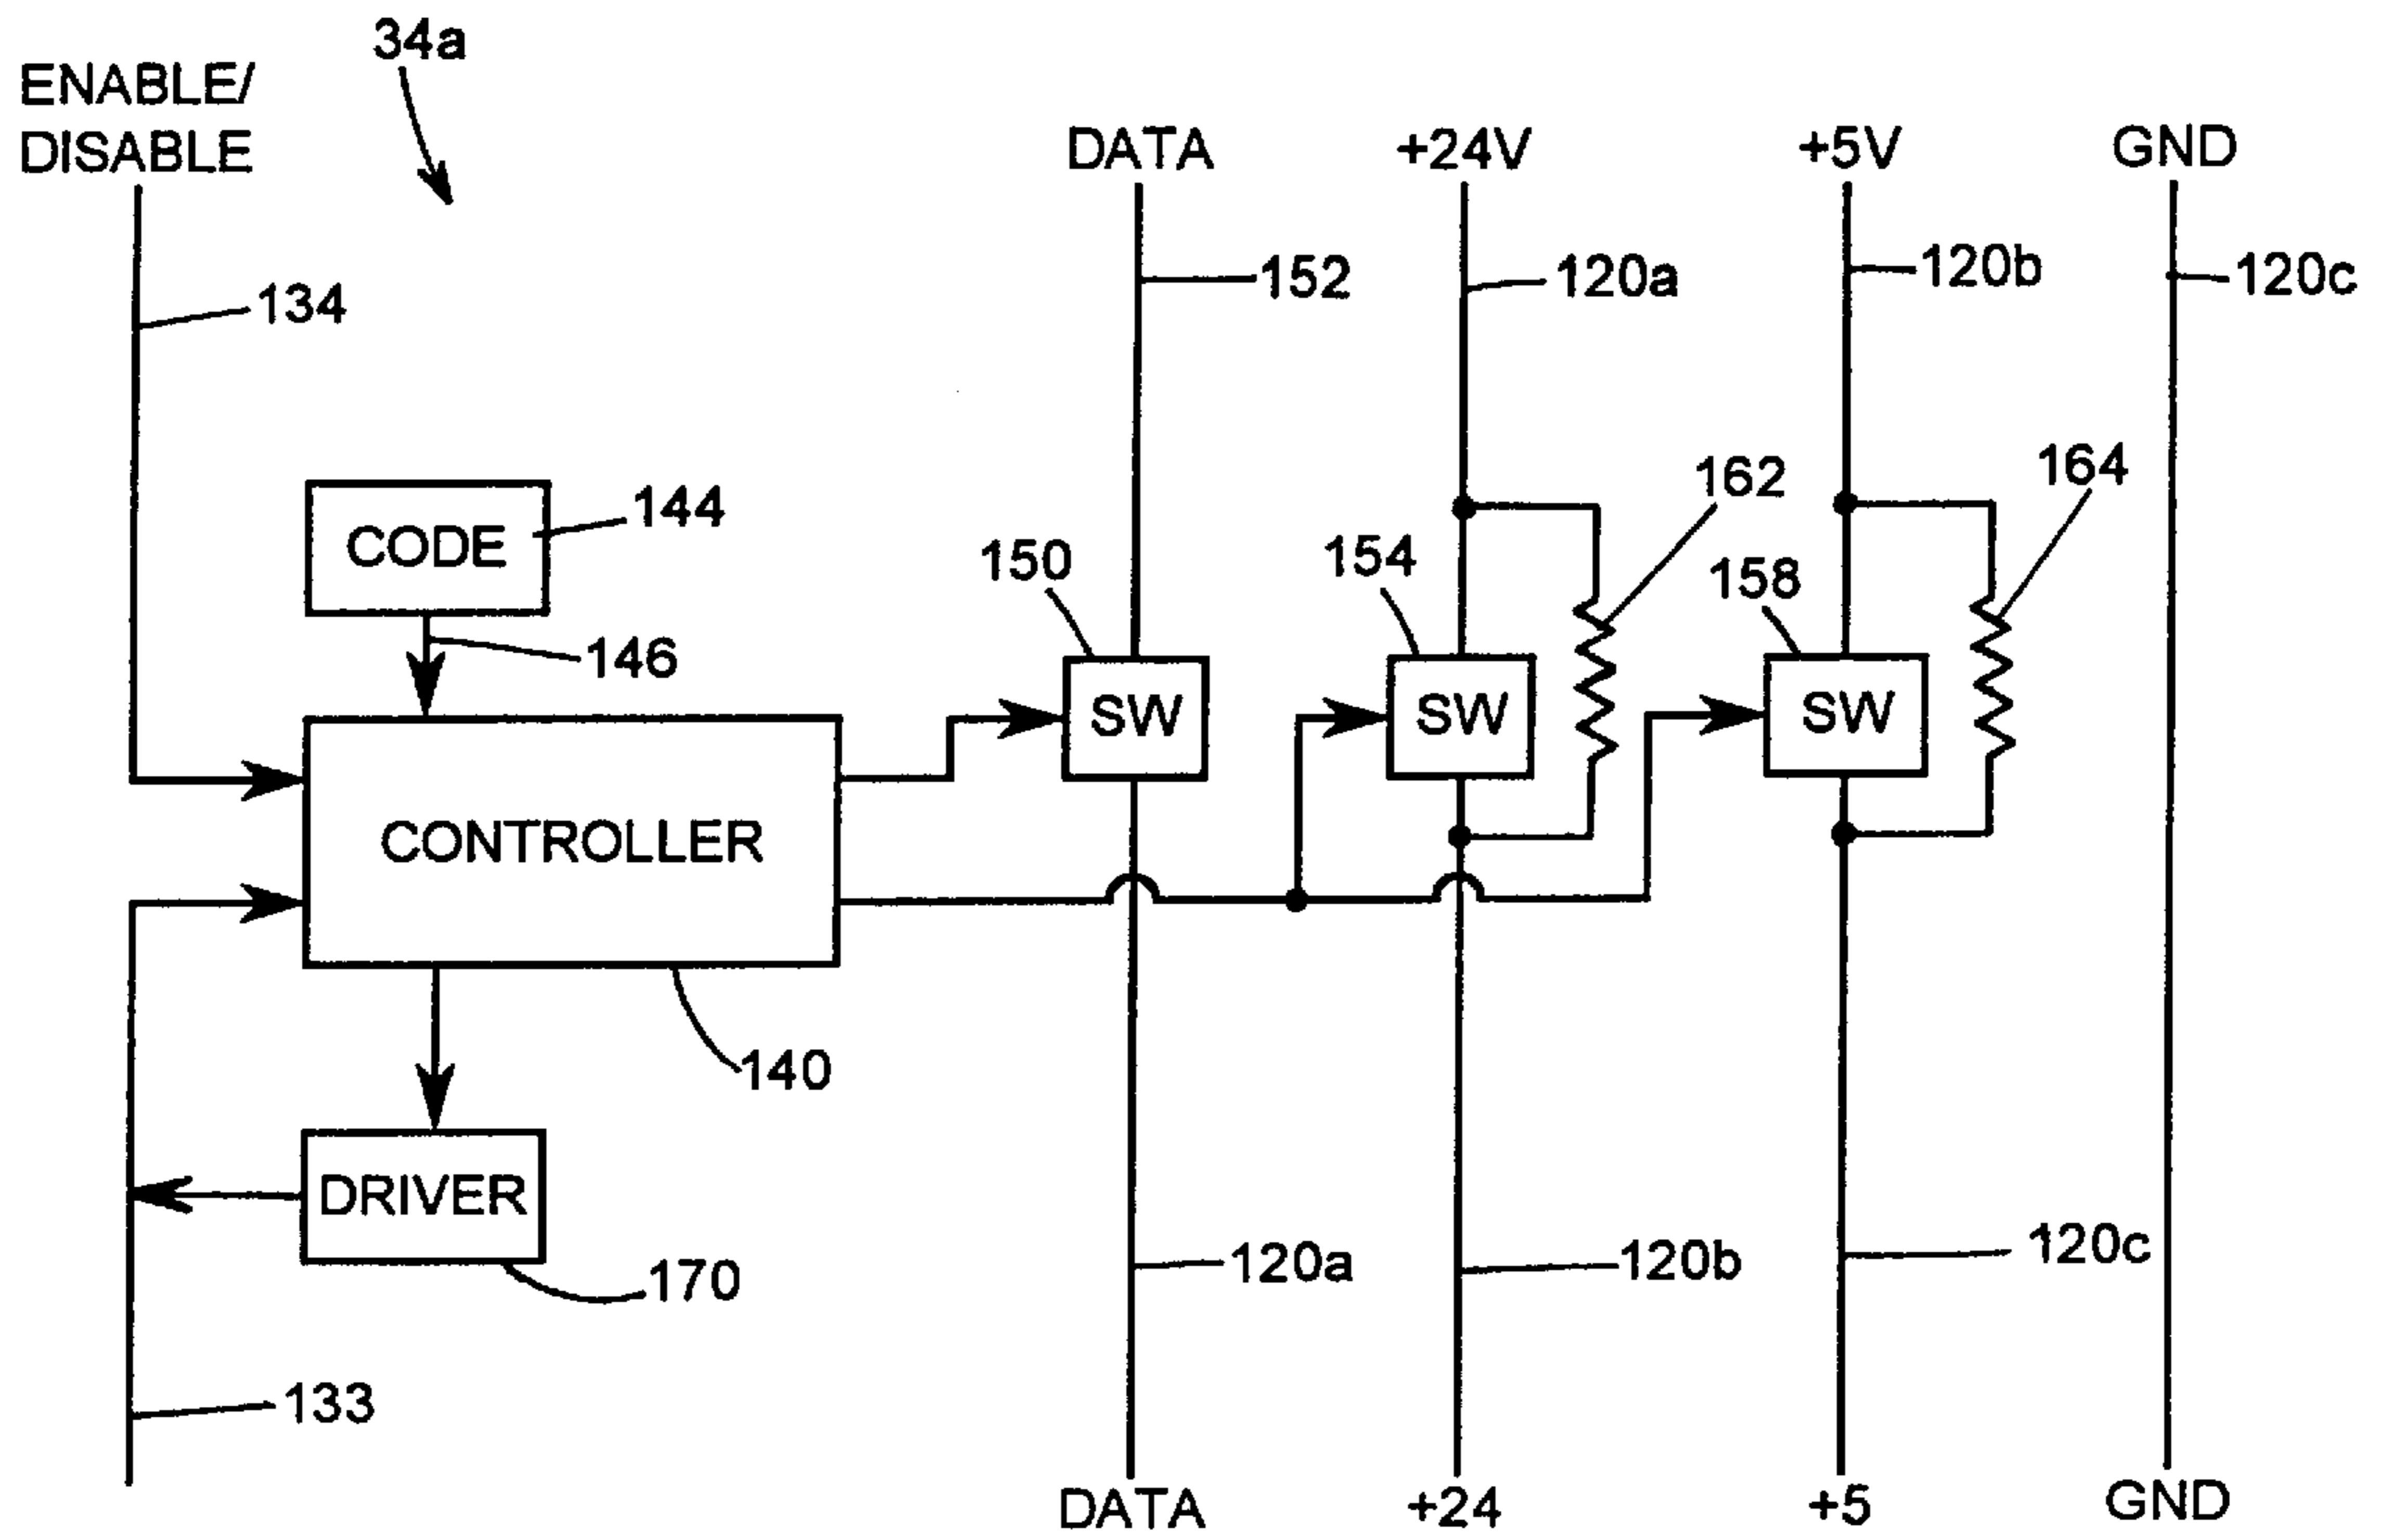 34a
ENABLE/
DISABLE
DATA
+24V
+5V
GND
152
120a
120b
120c
134
144
CODE
146
150
154
162
158
164
SW
SW
SW
CONTROLLER
140
DRIVER
170
133
120a
120b
120c
DATA
+24
+5
GND